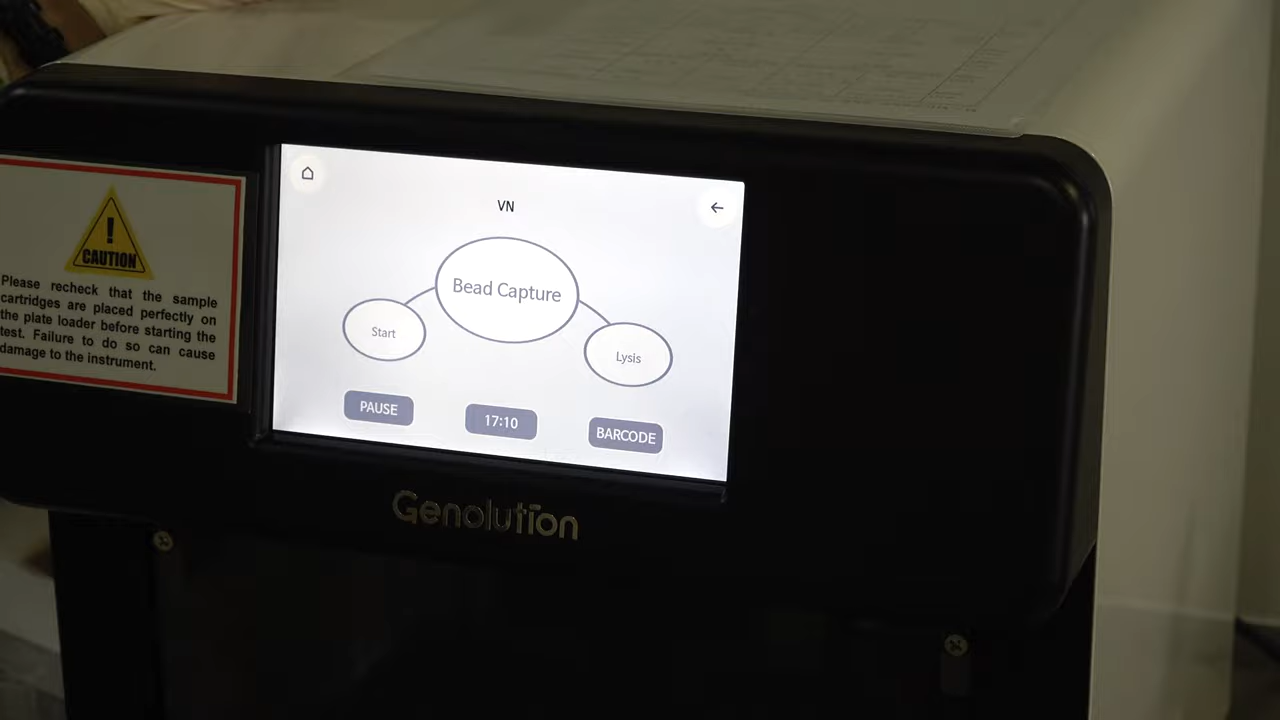 VN
Bead Capture
Start
Lysis
PAUSE
17:10
BARCODE
!
CAUTION
Please recheck that the sample
cartridges are placed perfectly on
the plate loader before starting the
test. Failure to do so can cause
damage to the instrument.
Genolution